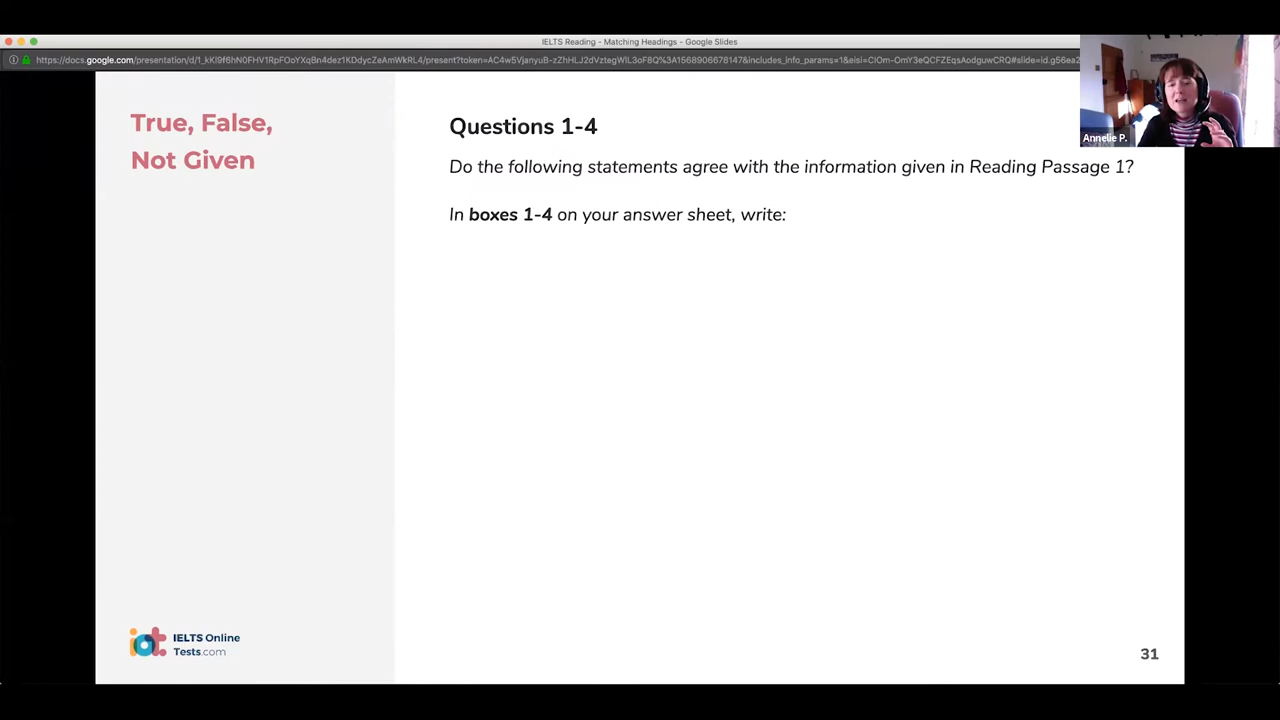 IELTS Reading - Matching Headings - Google Slides
True, False,
Not Given
Questions 1-4
Do the following statements agree with the information given in Reading Passage 1?
In boxes 1-4 on your answer sheet, write:
Annelie P.
iot IELTS Online
Tests.com
31